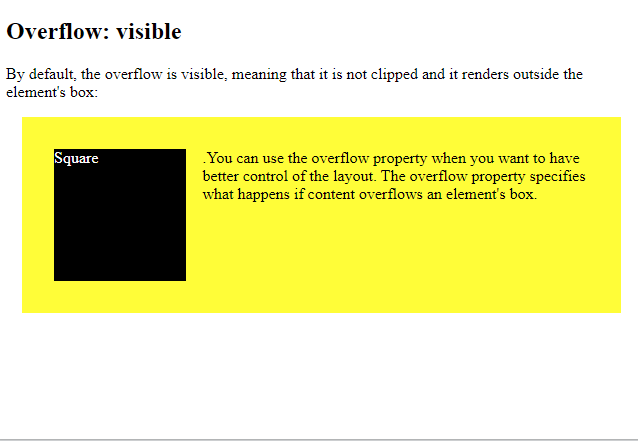 Overflow: visible
By default, the overflow is visible, meaning that it is not clipped and it renders outside the
element's box:
Square
.You can use the overflow property when you want to have
better control of the layout. The overflow property specifies
what happens if content overflows an element's box.